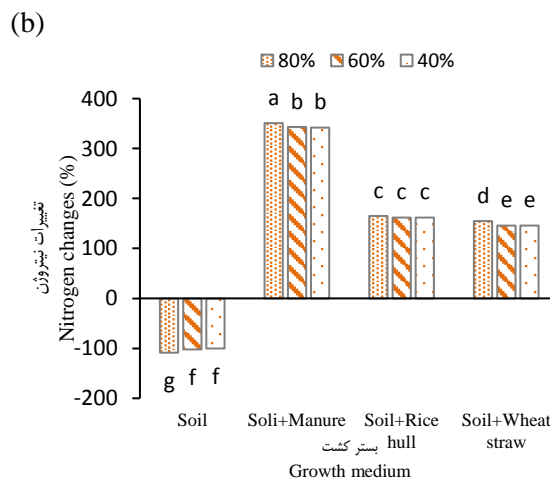 (b)
80% 60% 40%
تغییرات نیتروژن
Nitrogen changes (%)
400
300
200
100
0
-100
-200
a b b
c c c
d e e
g f f
Soil Soli+Manure Soil+Rice hull Soil+Wheat straw
بستر کشت
Growth medium